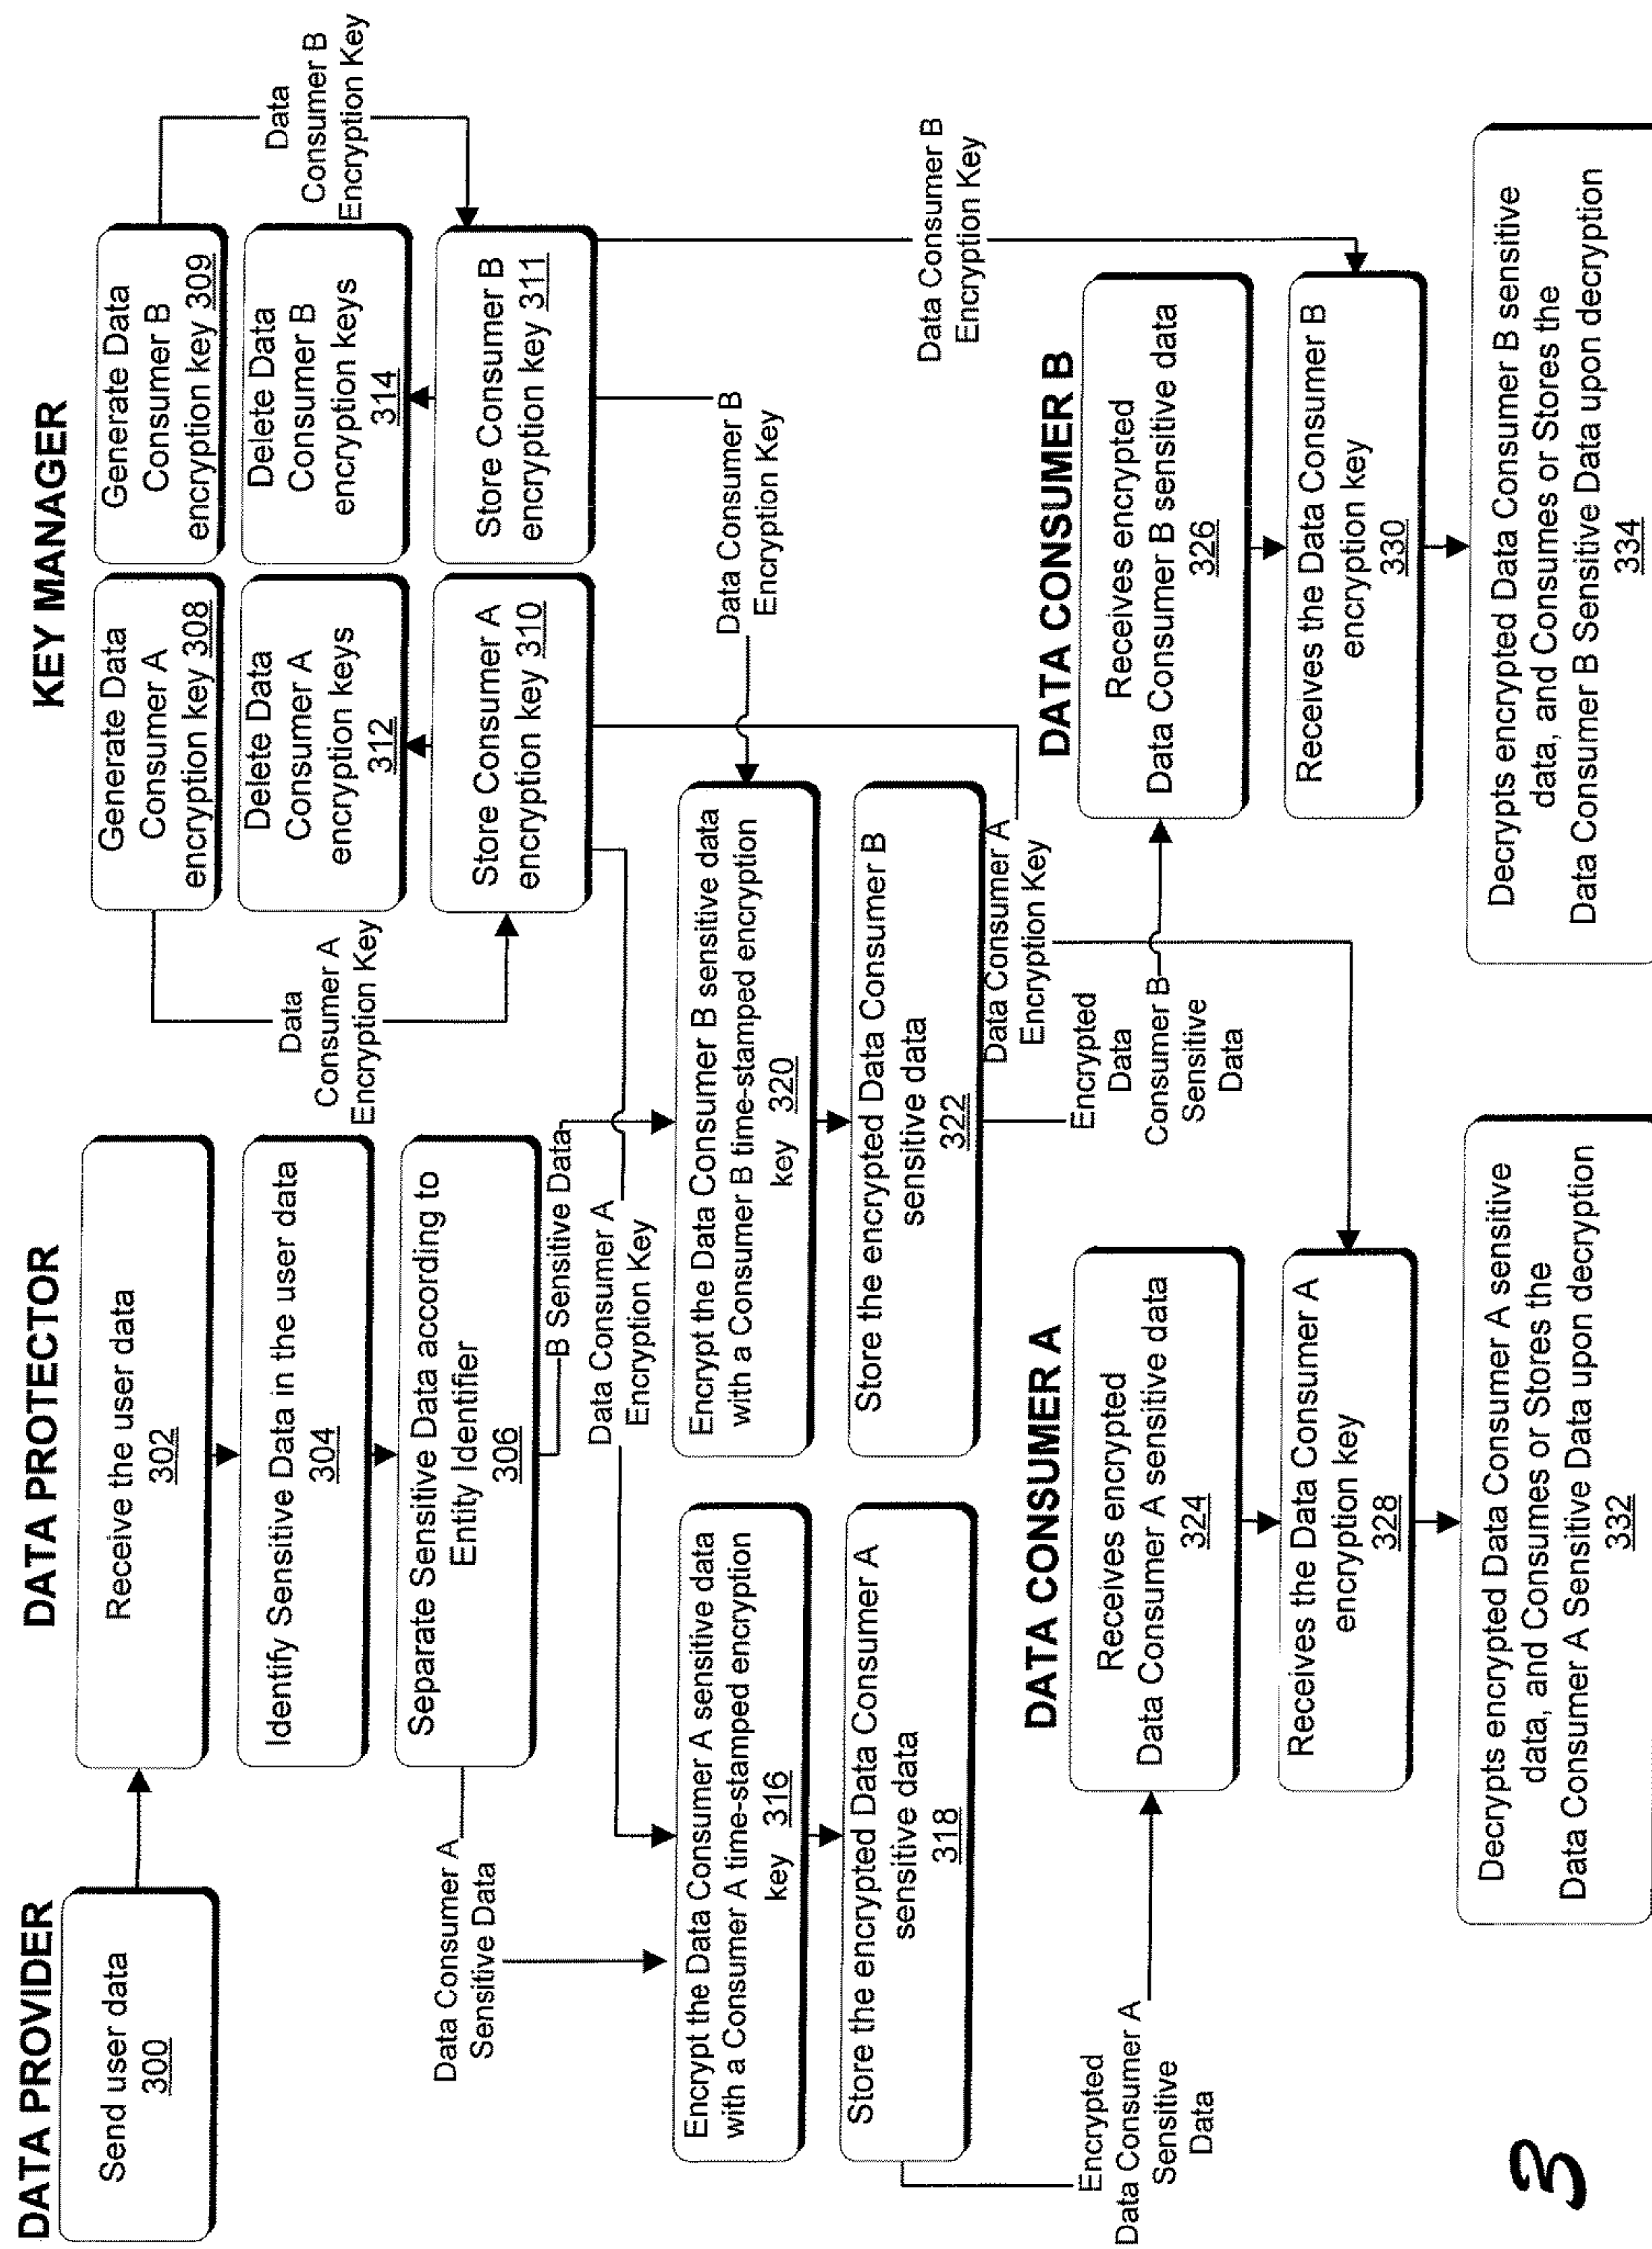 DATA PROVIDER
Send user data
300
DATA PROTECTOR
Receive the user data
302
Identify Sensitive Data in the user data
304
Separate Sensitive Data according to
Entity Identifier
306
KEY MANAGER
Generate Data
Consumer A
encryption key 308
Delete Data
Consumer A
encryption keys
312
Store Consumer A
encryption key 310
Generate Data
Consumer B
encryption key 309
Delete Data
Consumer B
encryption keys
314
Store Consumer B
encryption key 311
Data
Consumer A
Encryption Key
Data
Consumer B
Encryption Key
Data Consumer A
Sensitive Data
B Sensitive Data
Data Consumer A
Encryption Key
Data Consumer B
Encryption Key
Data Consumer B
Encryption Key
Encrypt the Data Consumer A sensitive data
with a Consumer A time-stamped encryption
key 316
Store the encrypted Data Consumer A
sensitive data
318
Encrypt the Data Consumer B sensitive data
with a Consumer B time-stamped encryption
key 320
Store the encrypted Data Consumer B
sensitive data
322
Data Consumer A
Encryption Key
Encrypted
Data Consumer A
Sensitive
Data
Encrypted
Data
Consumer B
Sensitive
Data
DATA CONSUMER A
Receives encrypted
Data Consumer A sensitive data
324
Receives the Data Consumer A
encryption key
328
Decrypts encrypted Data Consumer A sensitive
data, and Consumes or Stores the
Data Consumer A Sensitive Data upon decryption
332
DATA CONSUMER B
Receives encrypted
Data Consumer B sensitive data
326
Receives the Data Consumer B
encryption key
330
Decrypts encrypted Data Consumer B sensitive
data, and Consumes or Stores the
Data Consumer B Sensitive Data upon decryption
334
3